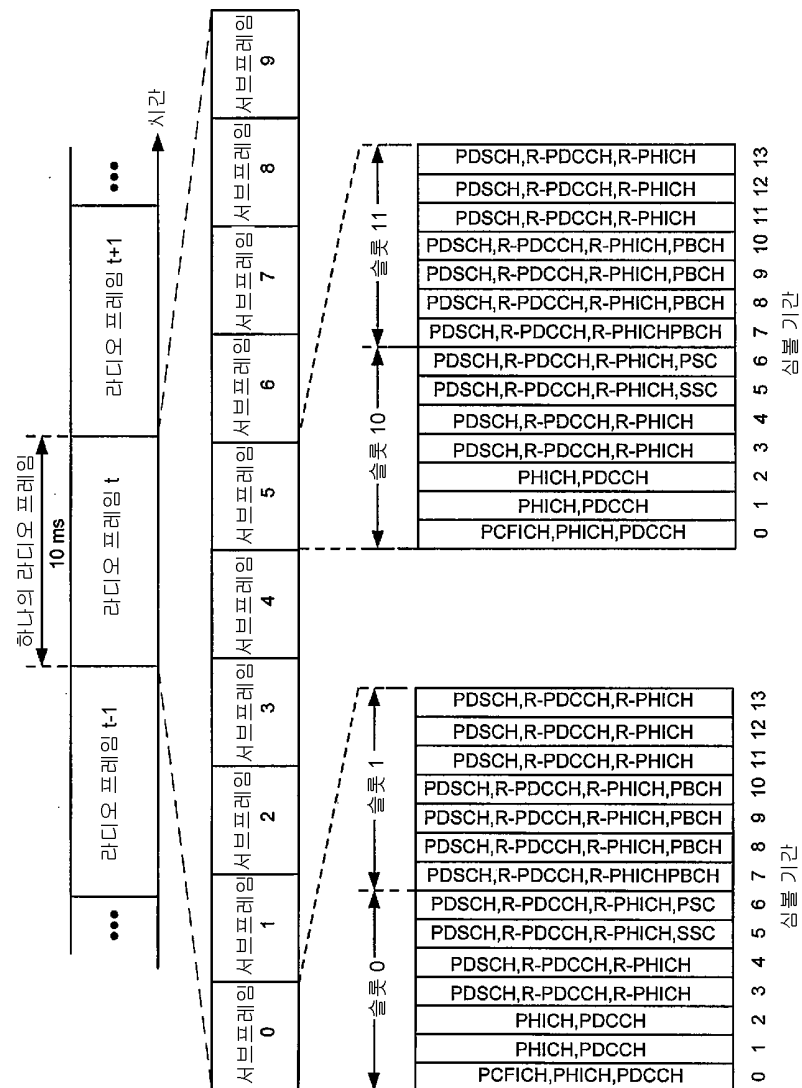 하나의 라디오 프레임
10 ms
•••
라디오 프레임 t-1
라디오 프레임 t
라디오 프레임 t+1
•••
시간
서브프레임
0
서브프레임
1
서브프레임
2
서브프레임
3
서브프레임
4
서브프레임
5
서브프레임
6
서브프레임
7
서브프레임
8
서브프레임
9
슬롯 0
슬롯 1
PCFICH,PHICH,PDCCH
PHICH,PDCCH
PHICH,PDCCH
PDSCH,R-PDCCH,R-PHICH
PDSCH,R-PDCCH,R-PHICH
PDSCH,R-PDCCH,R-PHICH,SSC
PDSCH,R-PDCCH,R-PHICH,PSC
PDSCH,R-PDCCH,R-PHICHPBCH
PDSCH,R-PDCCH,R-PHICH,PBCH
PDSCH,R-PDCCH,R-PHICH,PBCH
PDSCH,R-PDCCH,R-PHICH,PBCH
PDSCH,R-PDCCH,R-PHICH
PDSCH,R-PDCCH,R-PHICH
PDSCH,R-PDCCH,R-PHICH
0 1 2 3 4 5 6 7 8 9 10 11 12 13
심볼 기간
슬롯 10
슬롯 11
PCFICH,PHICH,PDCCH
PHICH,PDCCH
PHICH,PDCCH
PDSCH,R-PDCCH,R-PHICH
PDSCH,R-PDCCH,R-PHICH
PDSCH,R-PDCCH,R-PHICH,SSC
PDSCH,R-PDCCH,R-PHICH,PSC
PDSCH,R-PDCCH,R-PHICHPBCH
PDSCH,R-PDCCH,R-PHICH,PBCH
PDSCH,R-PDCCH,R-PHICH,PBCH
PDSCH,R-PDCCH,R-PHICH,PBCH
PDSCH,R-PDCCH,R-PHICH
PDSCH,R-PDCCH,R-PHICH
PDSCH,R-PDCCH,R-PHICH
0 1 2 3 4 5 6 7 8 9 10 11 12 13
심볼 기간